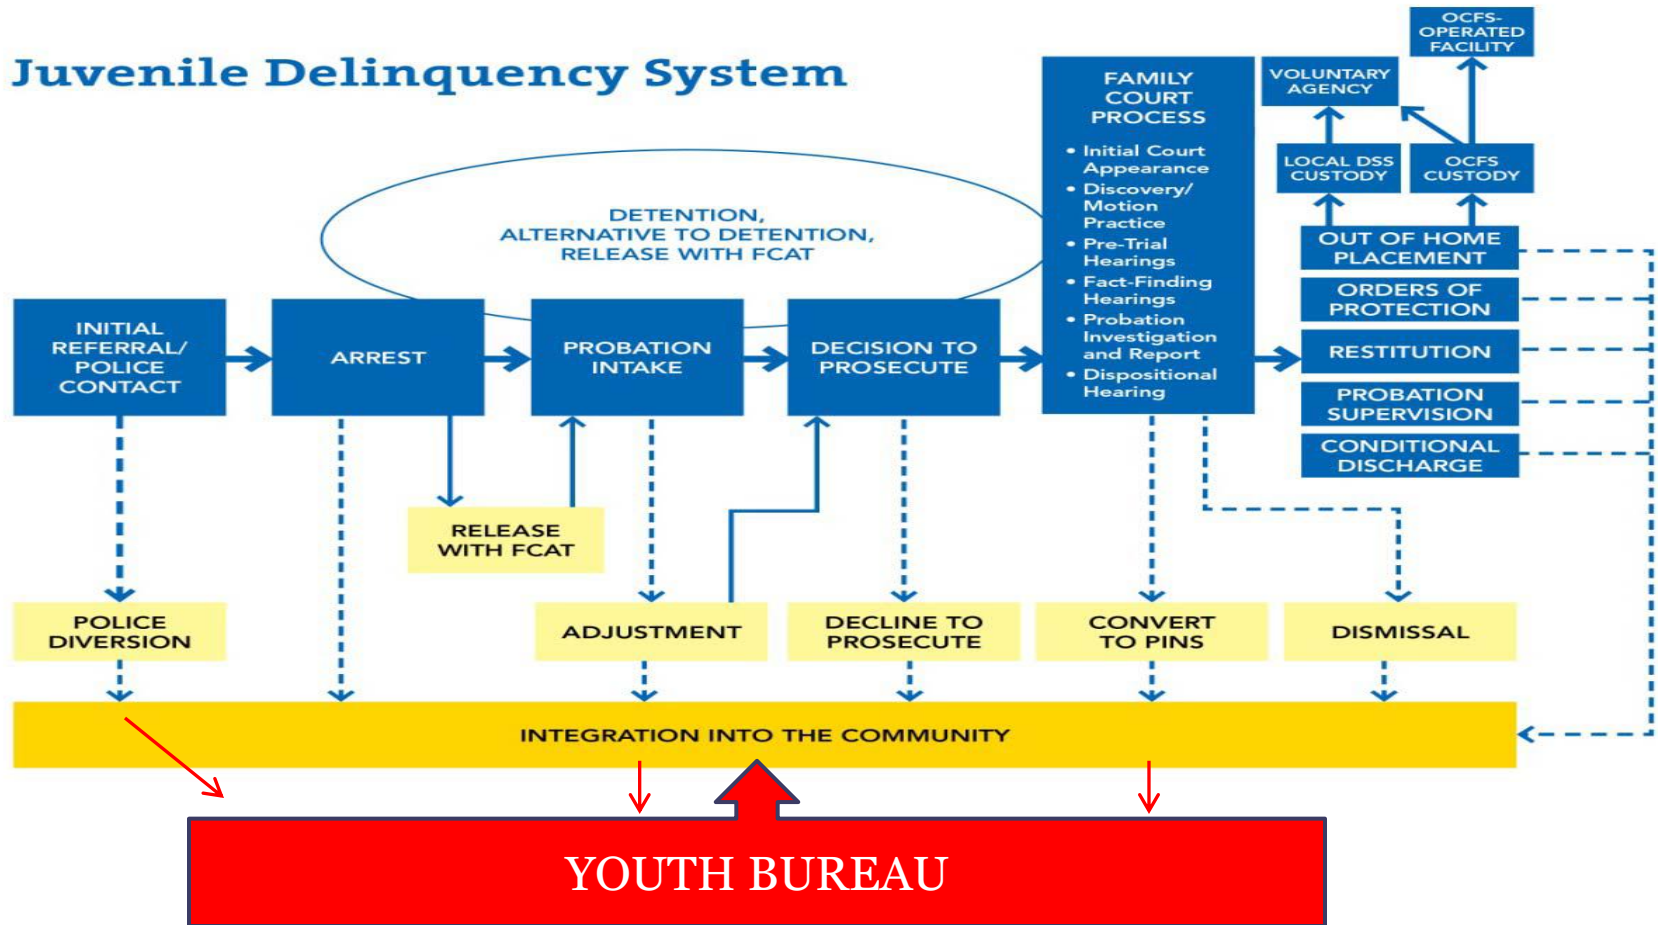 Juvenile Delinquency System
OCFS-
OPERATED
FACILITY
VOLUNTARY
AGENCY
LOCAL DSS
CUSTODY
OCFS
CUSTODY
DETENTION,
ALTERNATIVE TO DETENTION,
RELEASE WITH FCAT
INITIAL
REFERRAL/
POLICE
CONTACT
ARREST
PROBATION
INTAKE
DECISION TO
PROSECUTE
FAMILY
COURT
PROCESS
• Initial Court
Appearance
• Discovery/
Motion
Practice
• Pre-Trial
Hearings
• Fact-Finding
Hearings
• Probation
Investigation
and Report
• Dispositional
Hearing
OUT OF HOME
PLACEMENT
ORDERS OF
PROTECTION
RESTITUTION
PROBATION
SUPERVISION
CONDITIONAL
DISCHARGE
RELEASE
WITH FCAT
POLICE
DIVERSION
ADJUSTMENT
DECLINE TO
PROSECUTE
CONVERT
TO PINS
DISMISSAL
INTEGRATION INTO THE COMMUNITY
YOUTH BUREAU